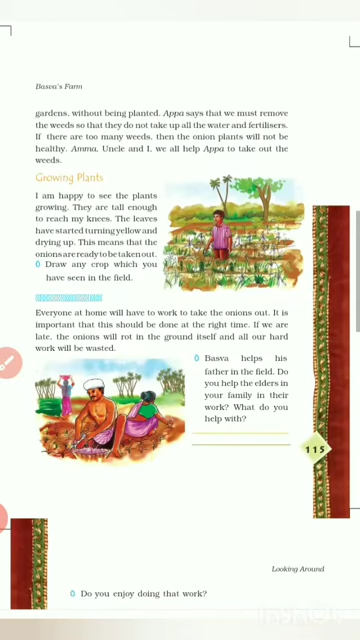 Basva's Farm
gardens, without being planted. Appa says that we must remove
the weeds so that they do not take up all the water and fertilisers.
If there are too many weeds, then the onion plants will not be
healthy. Amma, Uncle and I, we all help Appa to take out the
weeds.
Growing Plants
I am happy to see the plants
growing. They are tall enough
to reach my knees. The leaves
have started turning yellow and
drying up. This means that the
onions are ready to be taken out.
Draw any crop which you
have seen in the field.
Everyone at home will have to work to take the onions out. It is
important that this should be done at the right time. If we are
late, the onions will rot in the ground itself and all our hard
work will be wasted.
Basva helps his
father in the field. Do
you help the elders in
your family in their
work? What do you
help with?
115
Looking Around
Do you enjoy doing that work?